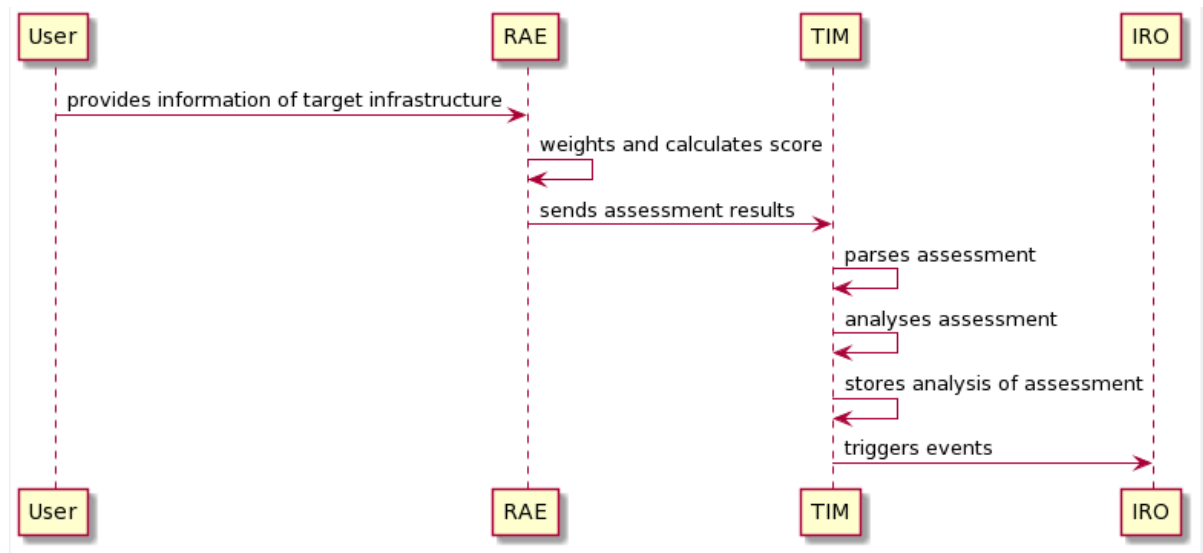 User
RAE
TIM
IRO
provides information of target infrastructure
weights and calculates score
sends assessment results
parses assessment
analyses assessment
stores analysis of assessment
triggers events
User
RAE
TIM
IRO